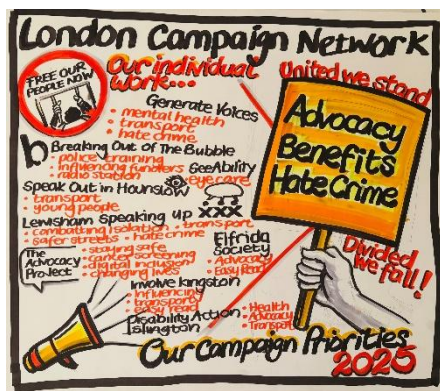 London Campaign Network
FREE OUR
PEOPLE NOW
Our individual
work...
United we stand
Generate Voices
• mental health
• transport
• hate crime
b Breaking Out of The Bubble
• police training
• influencing funders
• radio station
SeeAbility
• eye care
Speak Out in Hounslow
• transport
• young people
XXX
Lewisham Speaking Up
• combatting isolation • transport
• safer streets • hate crime
The
Advocacy
Project
• staying safe
• cancer screening
• digital inclusion
• changing lives
Elfrida
Society
• Advocacy
• Easy Read
Involve Kingston
• influencing
• transport
• easy read
Disability Action
Islington
• Health
• Advocacy
• Transport
Advocacy
Benefits
Hate Crime
Divided
we fall!
Our Campaign Priorities
2025